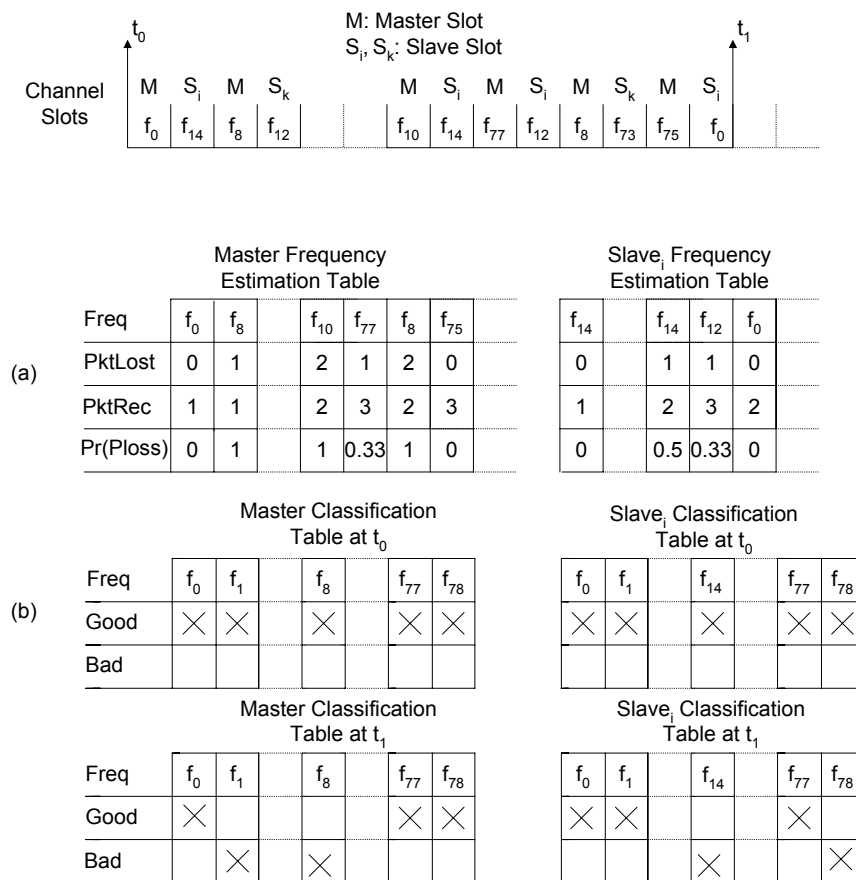 t0
M: Master Slot
Si, Sk: Slave Slot
t1
Channel Slots
M Si M Sk M Si M Si M Sk M Si
f0 f14 f8 f12 f10 f14 f77 f12 f8 f73 f75 f0
(a)
Master Frequency
Estimation Table
Freq f0 f8 f10 f77 f8 f75
PktLost 0 1 2 1 2 0
PktRec 1 1 2 3 2 3
Pr(Ploss) 0 1 1 0.33 1 0
Slavei Frequency
Estimation Table
f14 f14 f12 f0
0 1 1 0
1 2 3 2
0 0.5 0.33 0
(b)
Master Classification
Table at t0
Freq f0 f1 f8 f77 f78
Good
Bad
Slavei Classification
Table at t0
f0 f1 f14 f77 f78
Master Classification
Table at t1
Freq f0 f1 f8 f77 f78
Good
Bad
Slavei Classification
Table at t1
f0 f1 f14 f77 f78